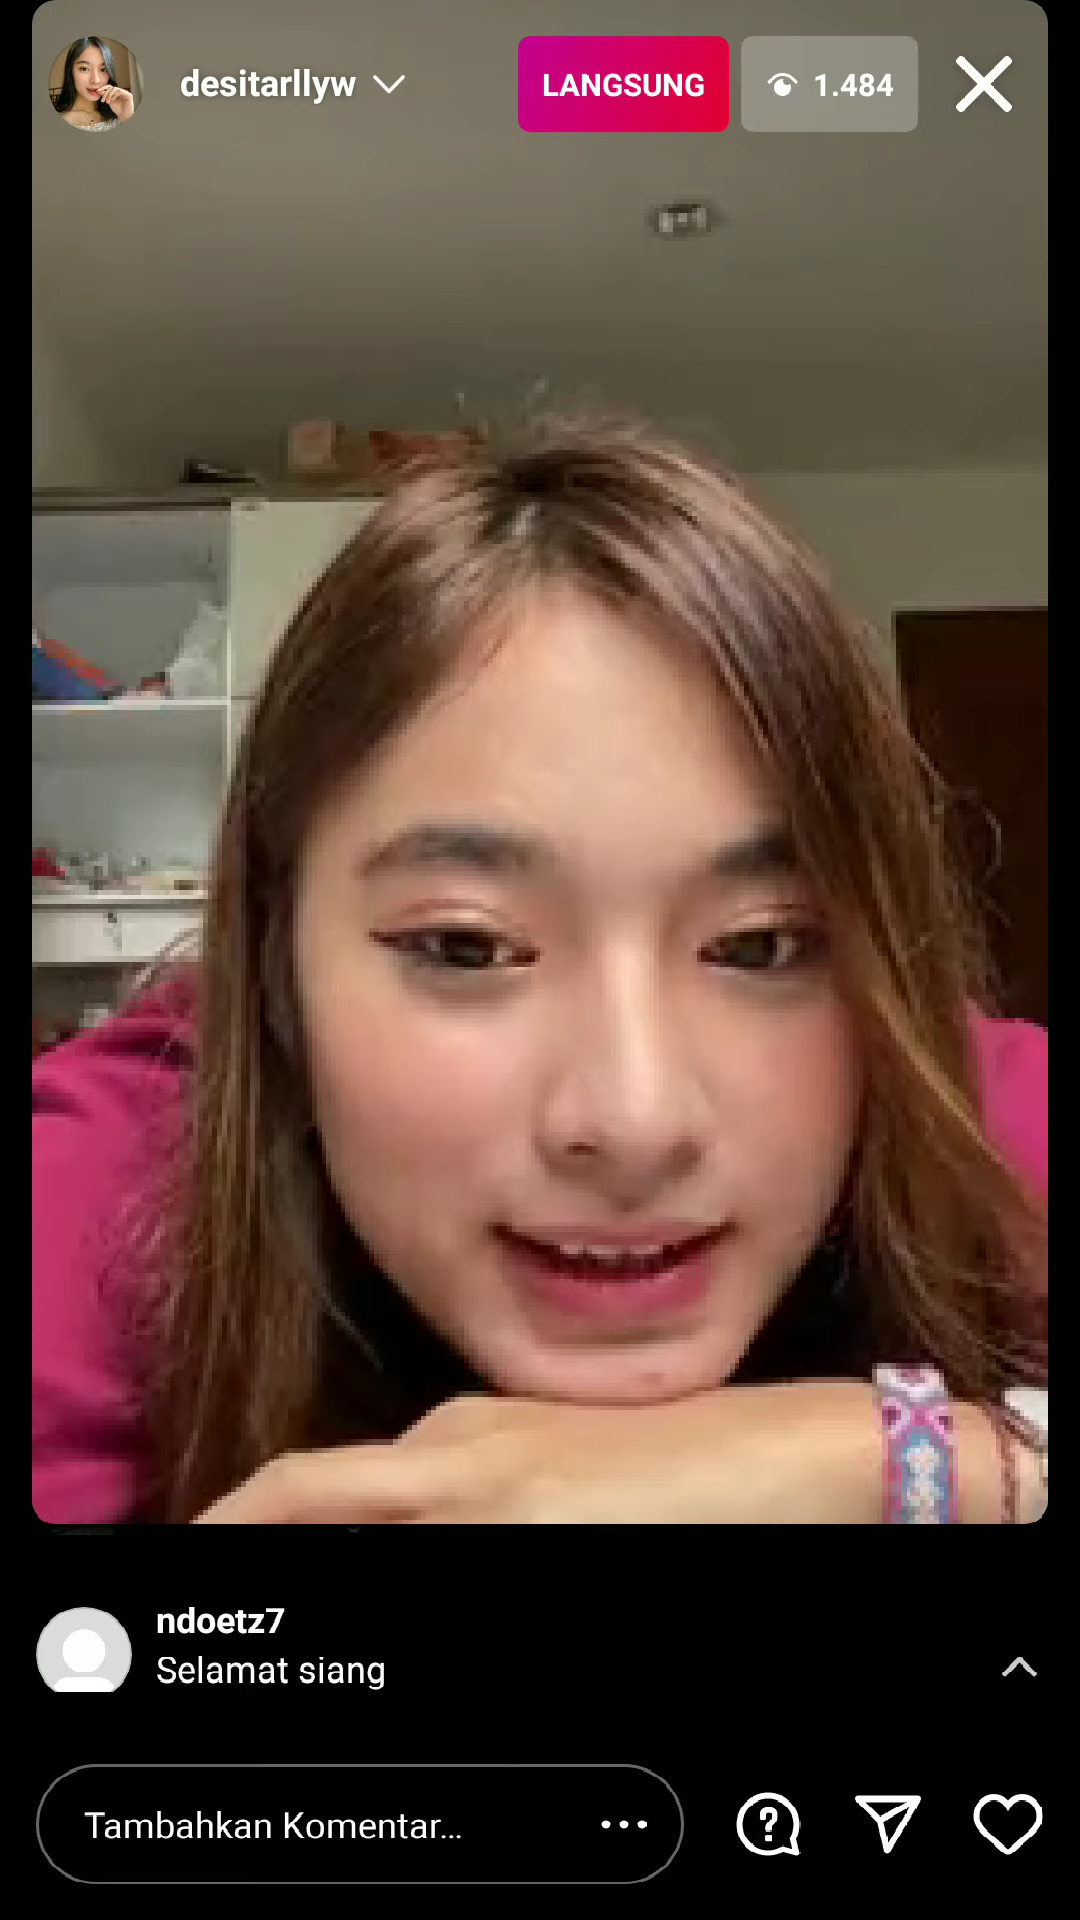 desitarllyw
LANGSUNG
1.484
ndoetz7
Selamat siang
Tambahkan Komentar...